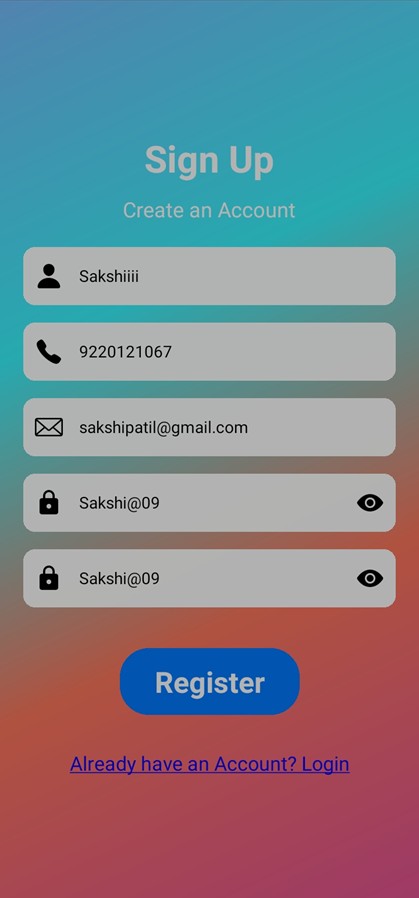 Sign Up
Create an Account
Sakshiiii
9220121067
sakshipatil@gmail.com
Sakshi@09
Sakshi@09
Register
Already have an Account? Login